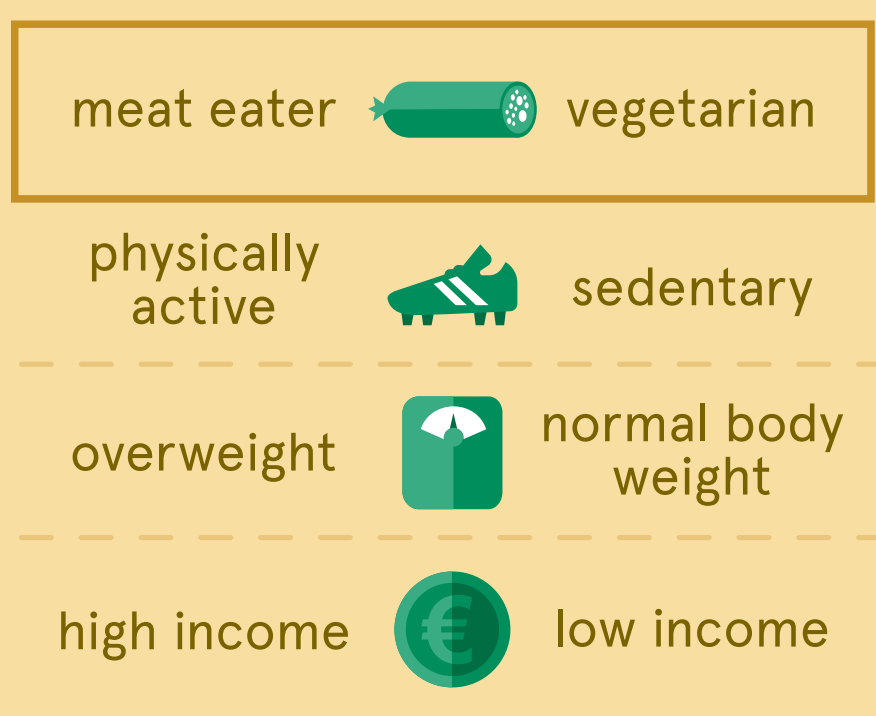 meat eater
vegetarian
physically
active
sedentary
overweight
normal body
weight
high income
€
low income